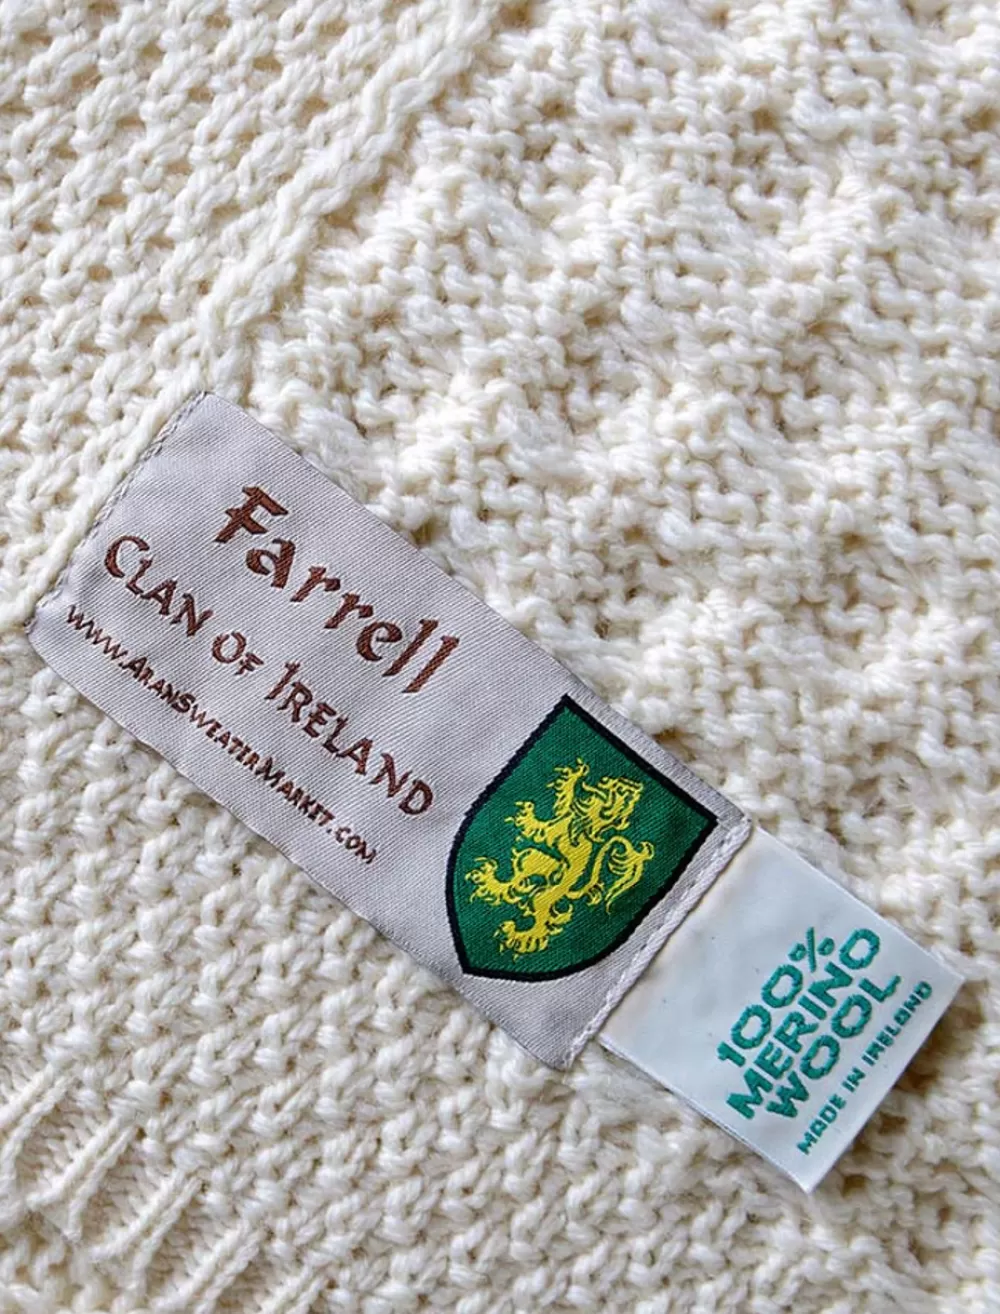 Farrell
CLAN OF IRELAND
www.ARANSWEATERMARKET.COM
100%
MERINO
WOOL
MADE IN IRELAND